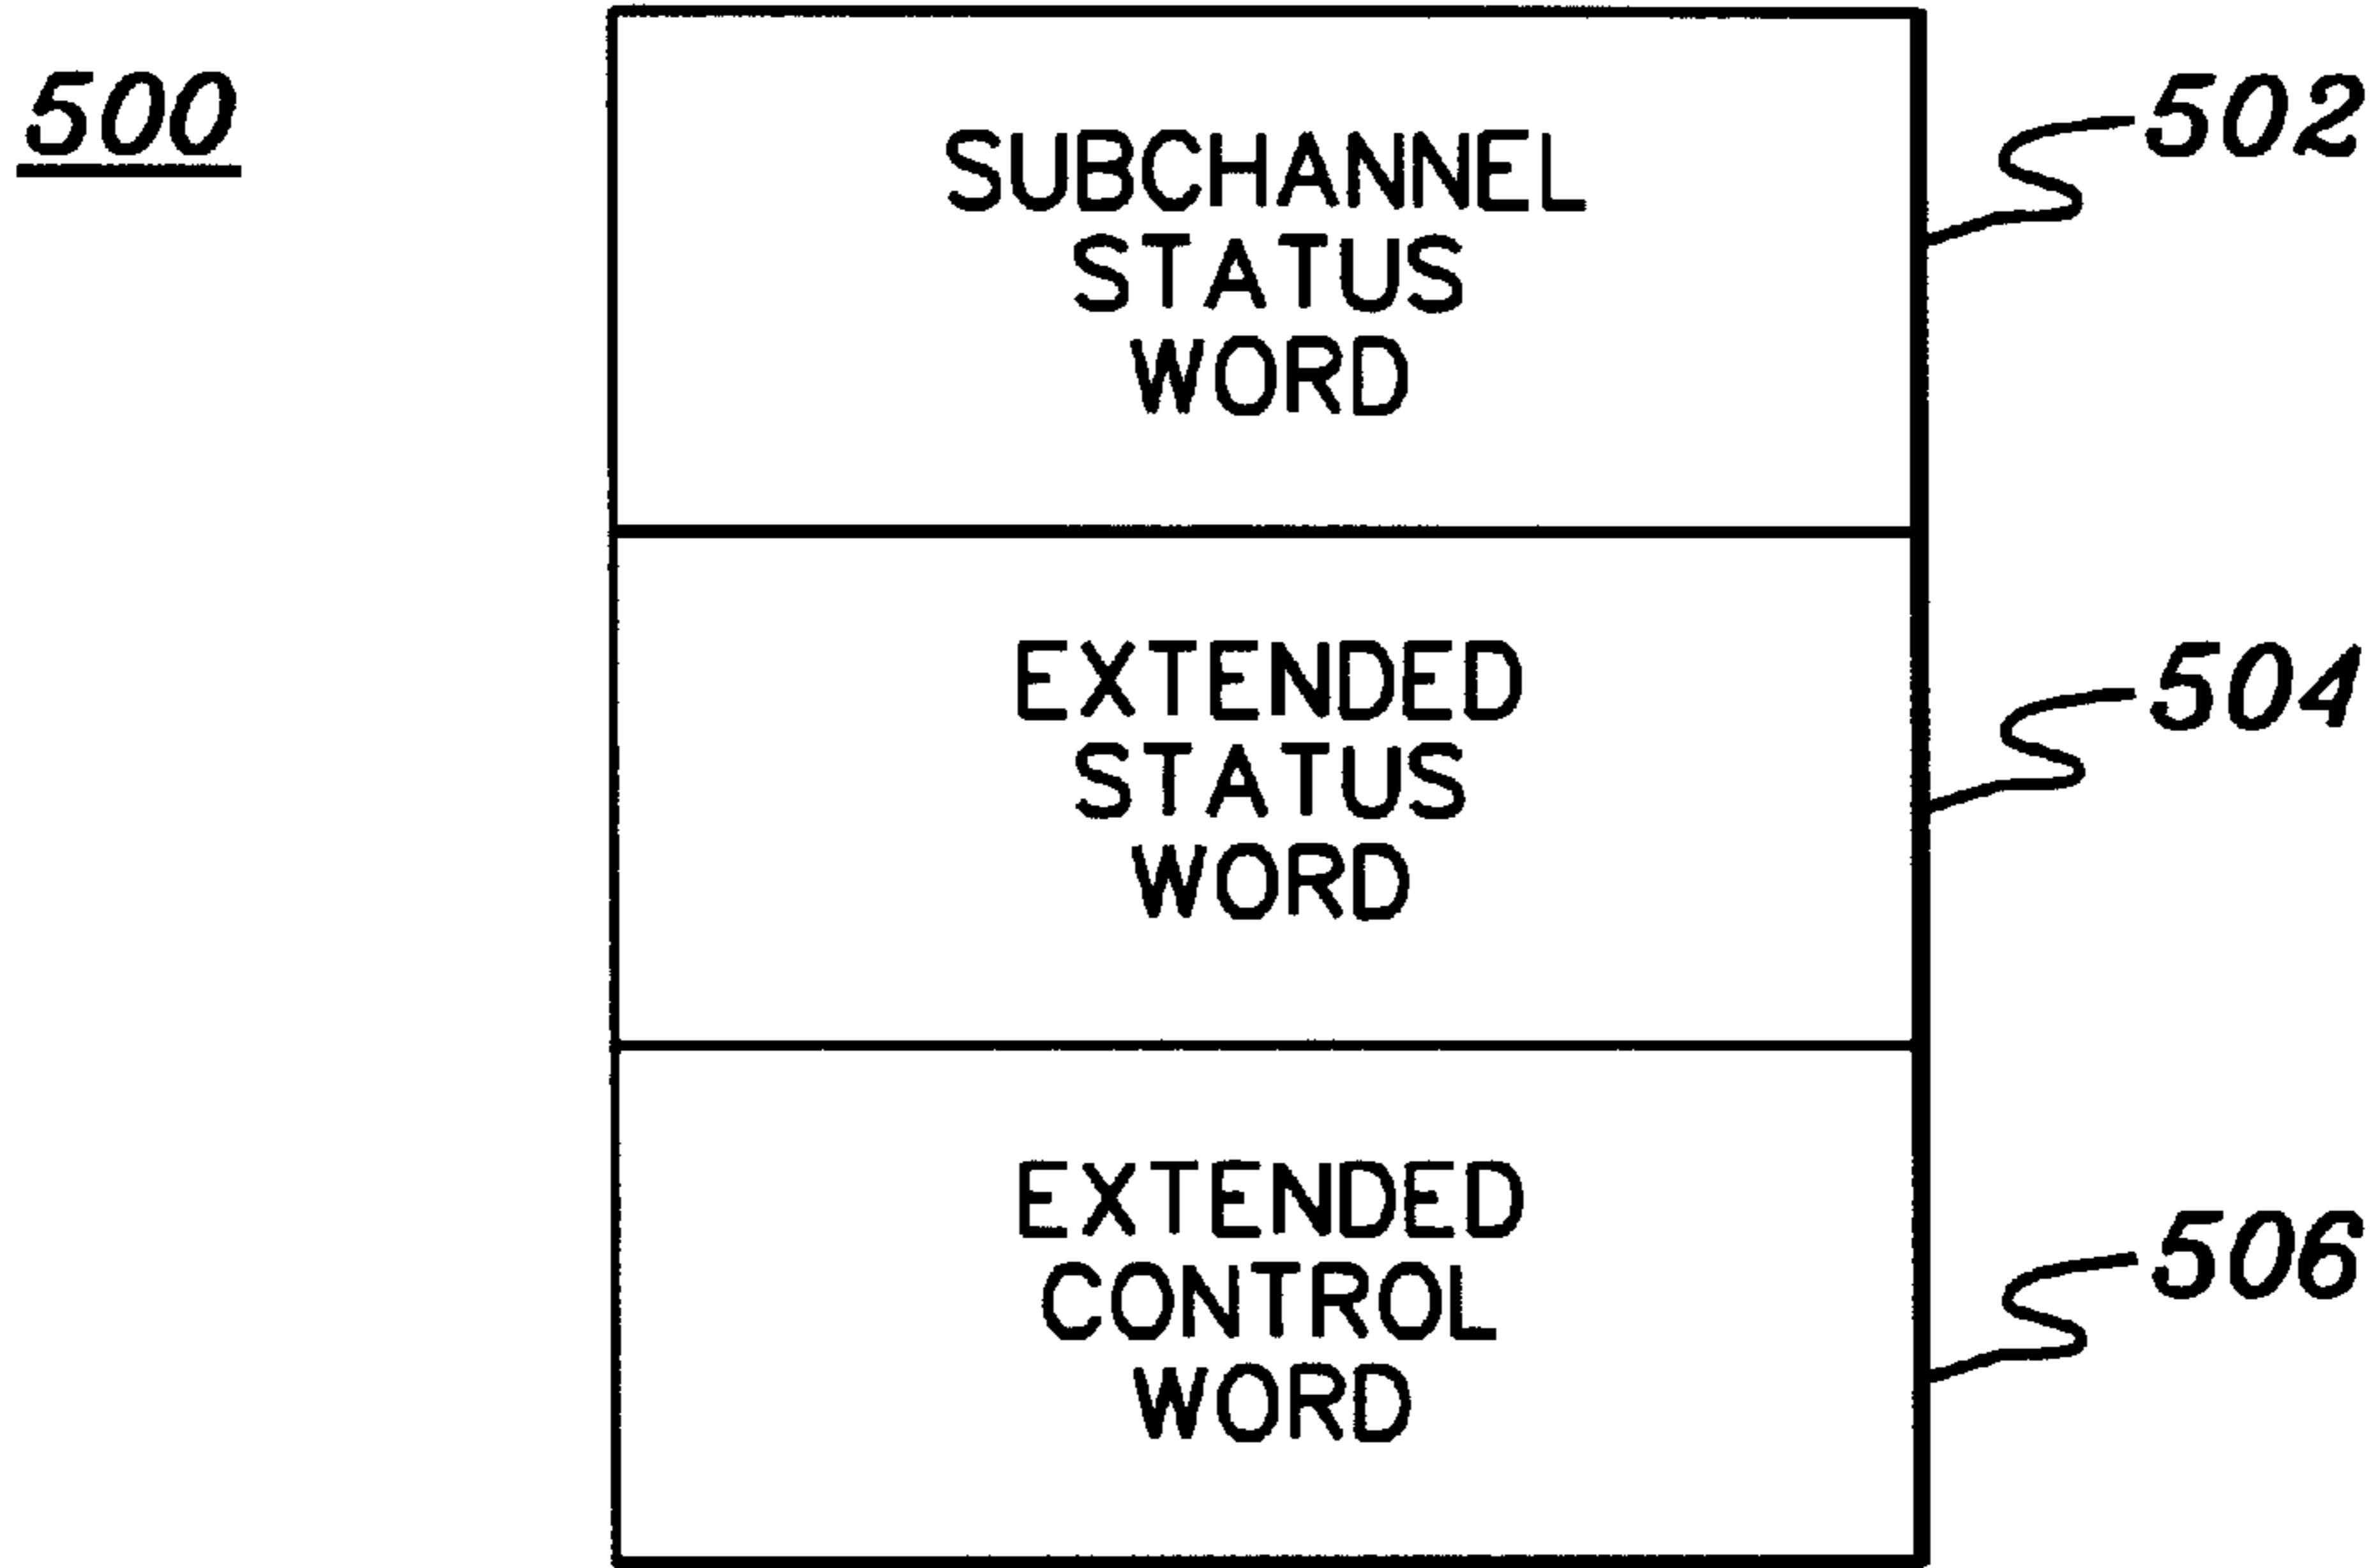 500
SUBCHANNEL
STATUS
WORD
502
EXTENDED
STATUS
WORD
504
EXTENDED
CONTROL
WORD
506